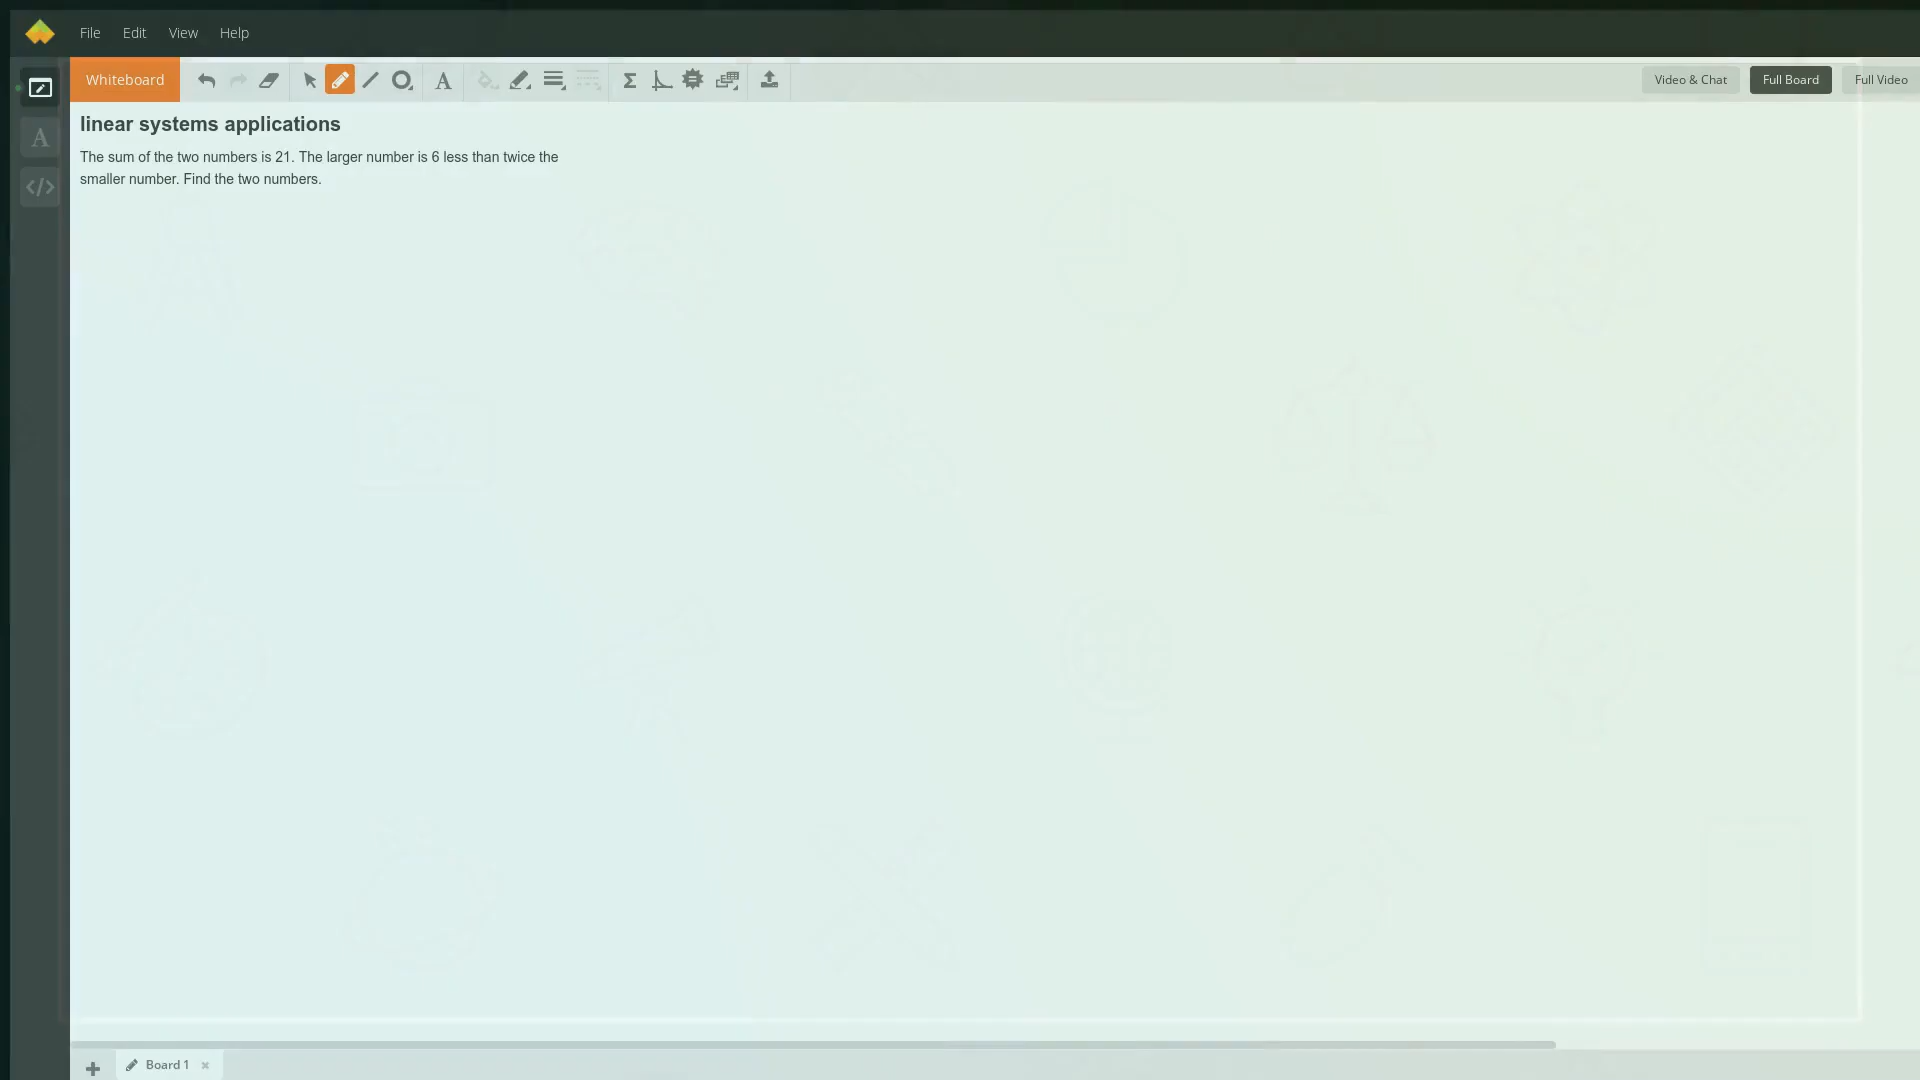 File Edit View Help
Whiteboard
Video & Chat Full Board Full Video
linear systems applications
The sum of the two numbers is 21. The larger number is 6 less than twice the
smaller number. Find the two numbers.
Board 1